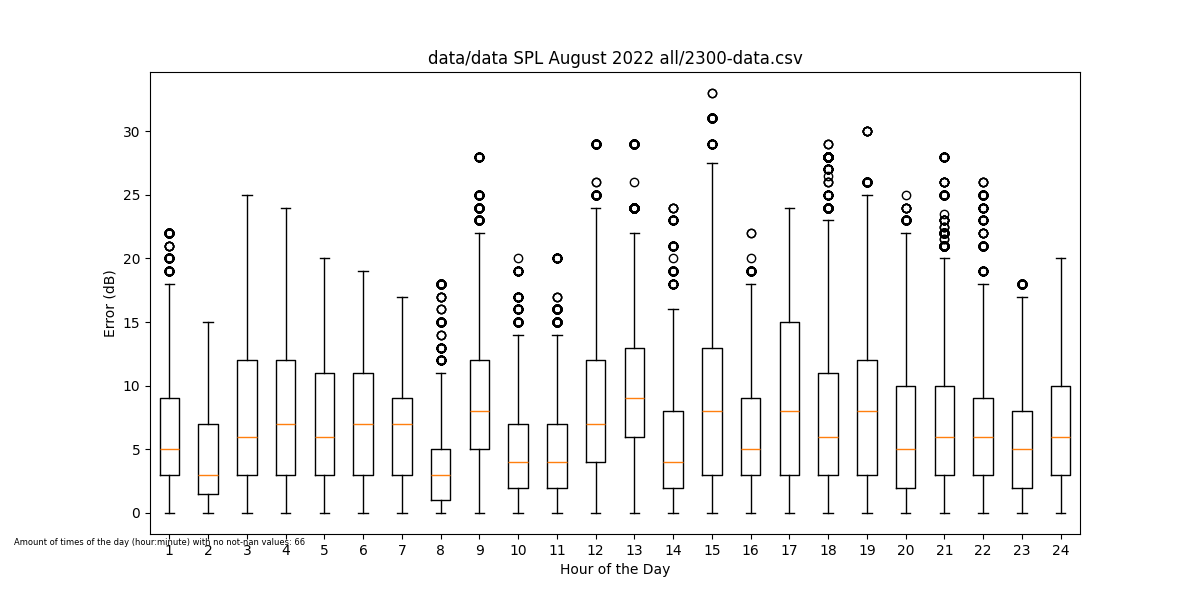 data/data SPL August 2022 all/2300-data.csv
30
25
20
15
10
5
0
Error (dB)
Amount of times of the day (hour:minute) with no not-nan values: 66
1 2 3 4 5 6 7 8 9 10 11 12 13 14 15 16 17 18 19 20 21 22 23 24
Hour of the Day